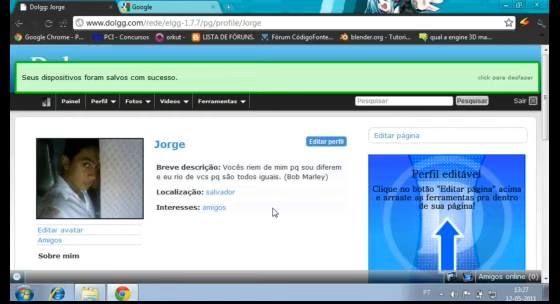 Dolgg: Jorge
Google
www.dolgg.com/rede/elgg-1.7.7/pg/profile/Jorge
Google Chrome - P...
PCI - Concursos
orkut -
LISTA DE FÓRUNS.
Fórum CódigoFonte...
blender.org - Tutori...
qual a engine 3D ma...
Seus dispositivos foram salvos com sucesso.
click para desfazer
Painel
Perfil
Fotos
Videos
Ferramentas
Pesquisar
Pesquisar
Sair
Jorge
Editar perfil
Breve descrição: Vocês riem de mim pq sou diferem
e eu rio de vcs pq são todos iguais. (Bob Marley)
Localização: salvador
Interesses: amigos
Editar avatar
Amigos
Sobre mim
Editar página
Perfil editável
Clique no botão "Editar página" acima
e arraste as ferramentas pra dentro
de sua página!
Amigos online (0)
PT
13:27
12-05-2011